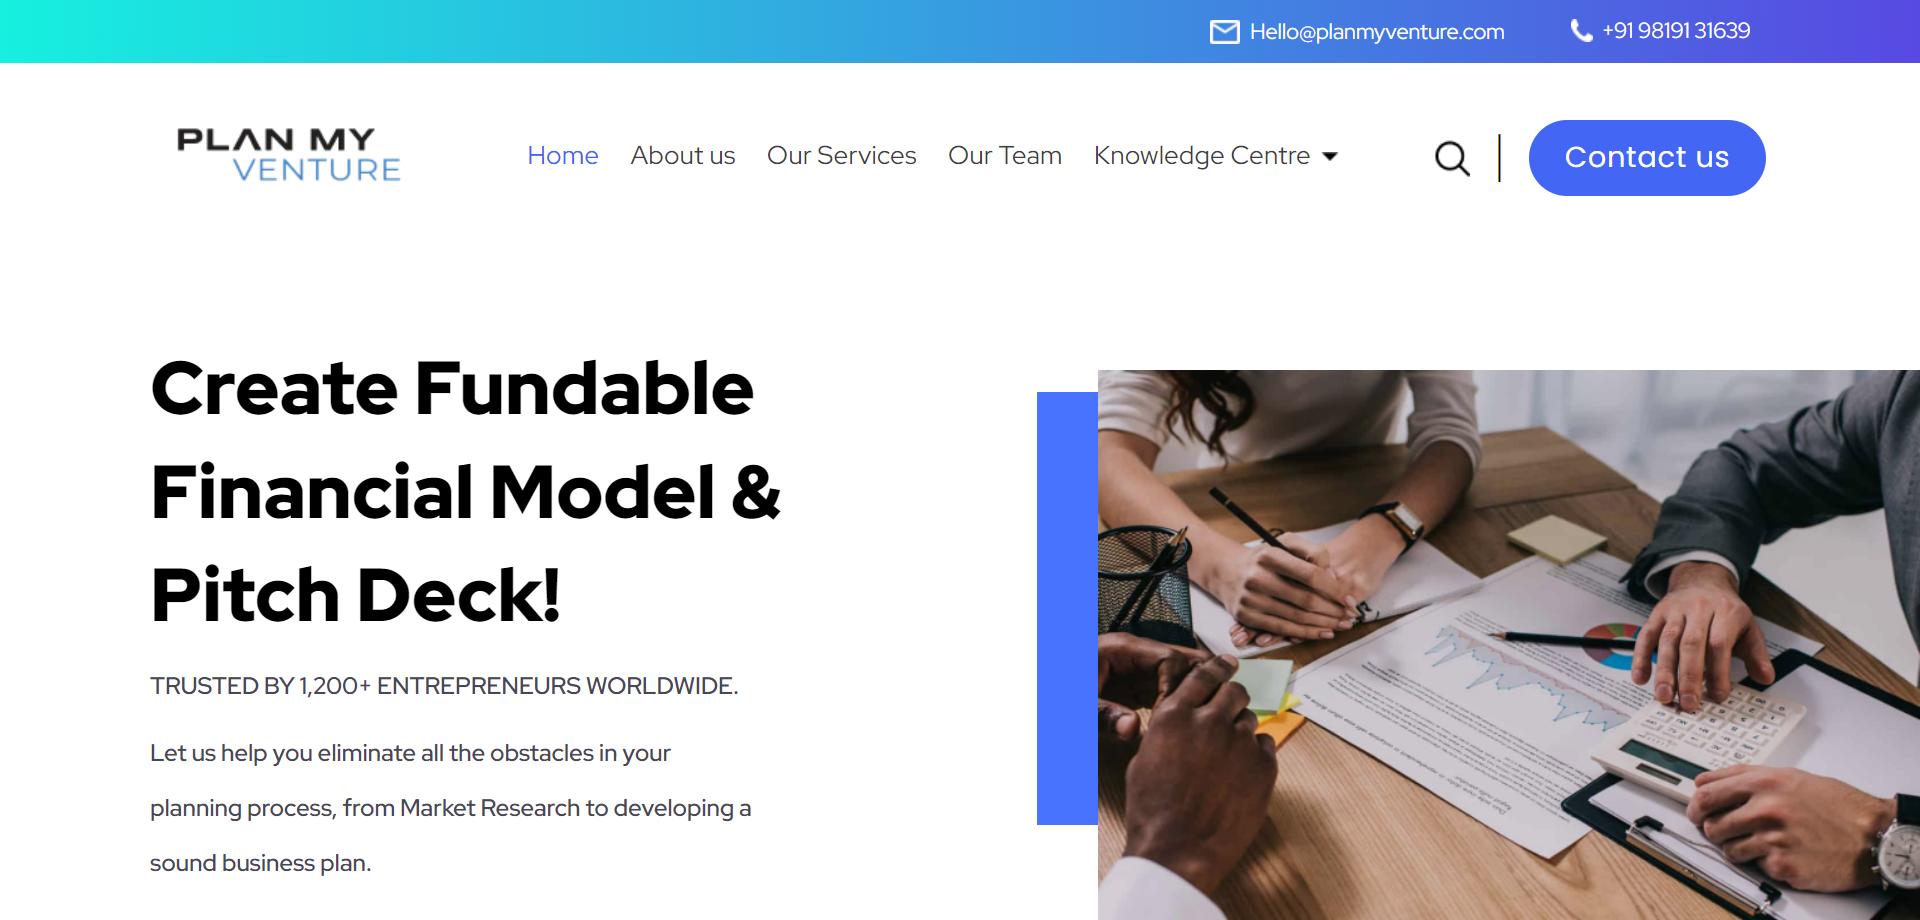 Hello@planmyventure.com +91 98191 31639
PLAN MY
VENTURE
Home About us Our Services Our Team Knowledge Centre Contact us
Create Fundable
Financial Model &
Pitch Deck!
TRUSTED BY 1,200+ ENTREPRENEURS WORLDWIDE.
Let us help you eliminate all the obstacles in your
planning process, from Market Research to developing a
sound business plan.